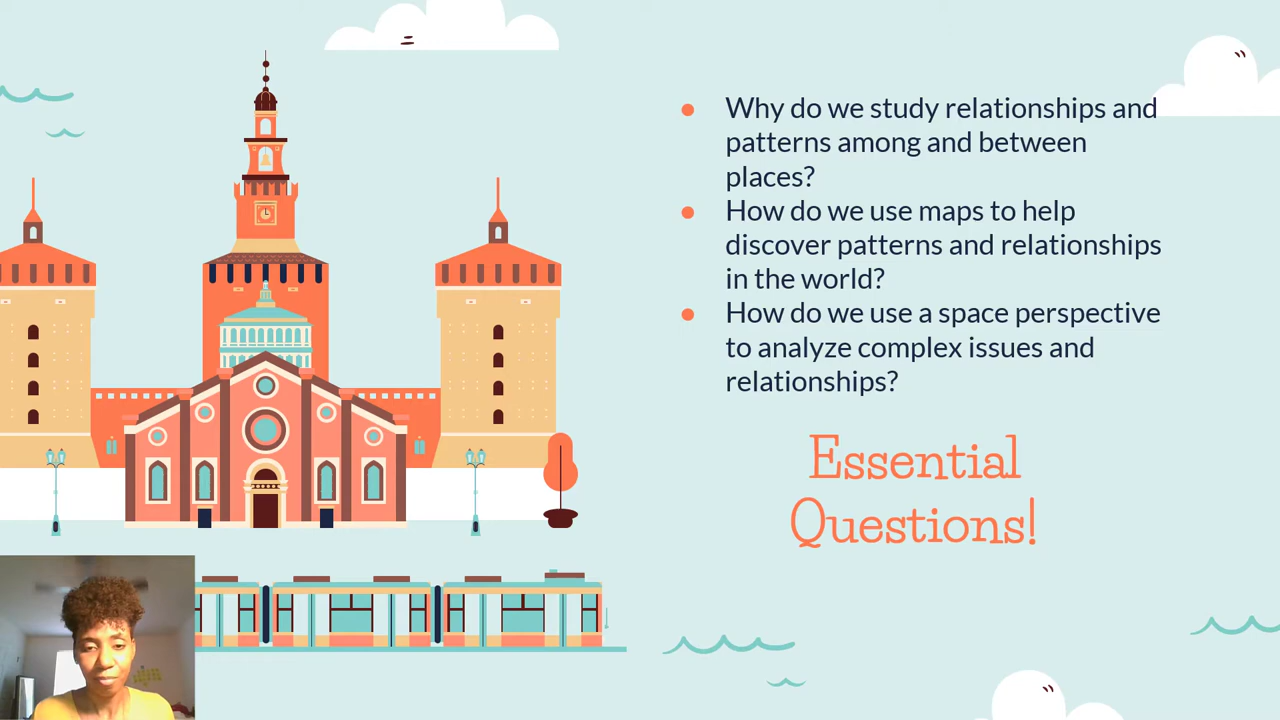 Why do we study relationships and
patterns among and between
places?
How do we use maps to help
discover patterns and relationships
in the world?
How do we use a space perspective
to analyze complex issues and
relationships?
Essential
Questions!